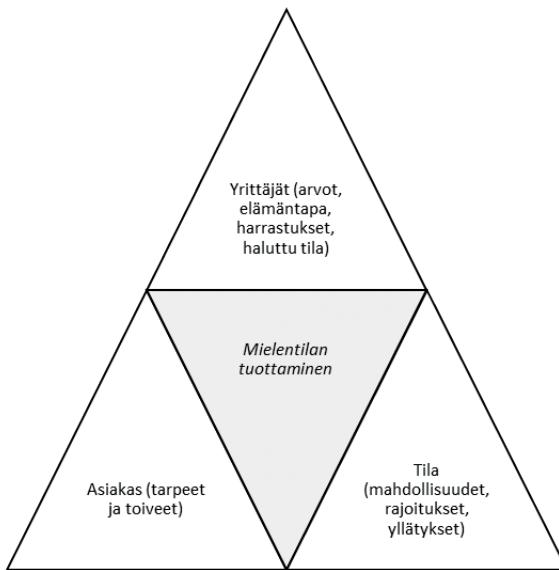 Yrittäjät (arvot,
elämäntapa,
harrastukset,
haluttu tila)
Mielentilan
tuottaminen
Asiakas (tarpeet
ja toiveet)
Tila
(mahdollisuudet,
rajoitukset,
yllätykset)